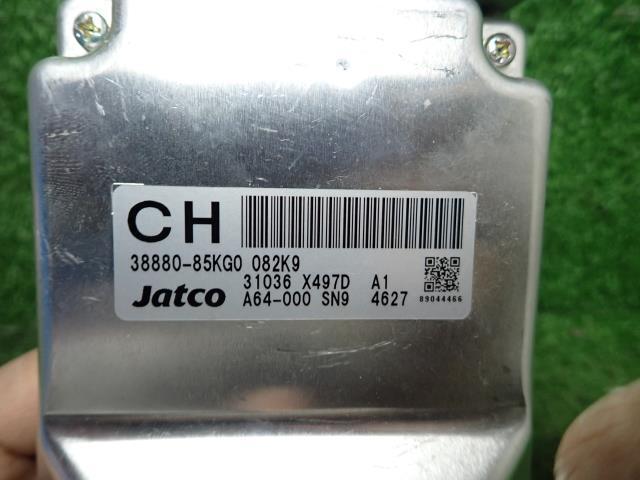 CH
38880-85KG0 082K9
31036 X497D A1
Jatco A64-000 SN9 4627
89044466